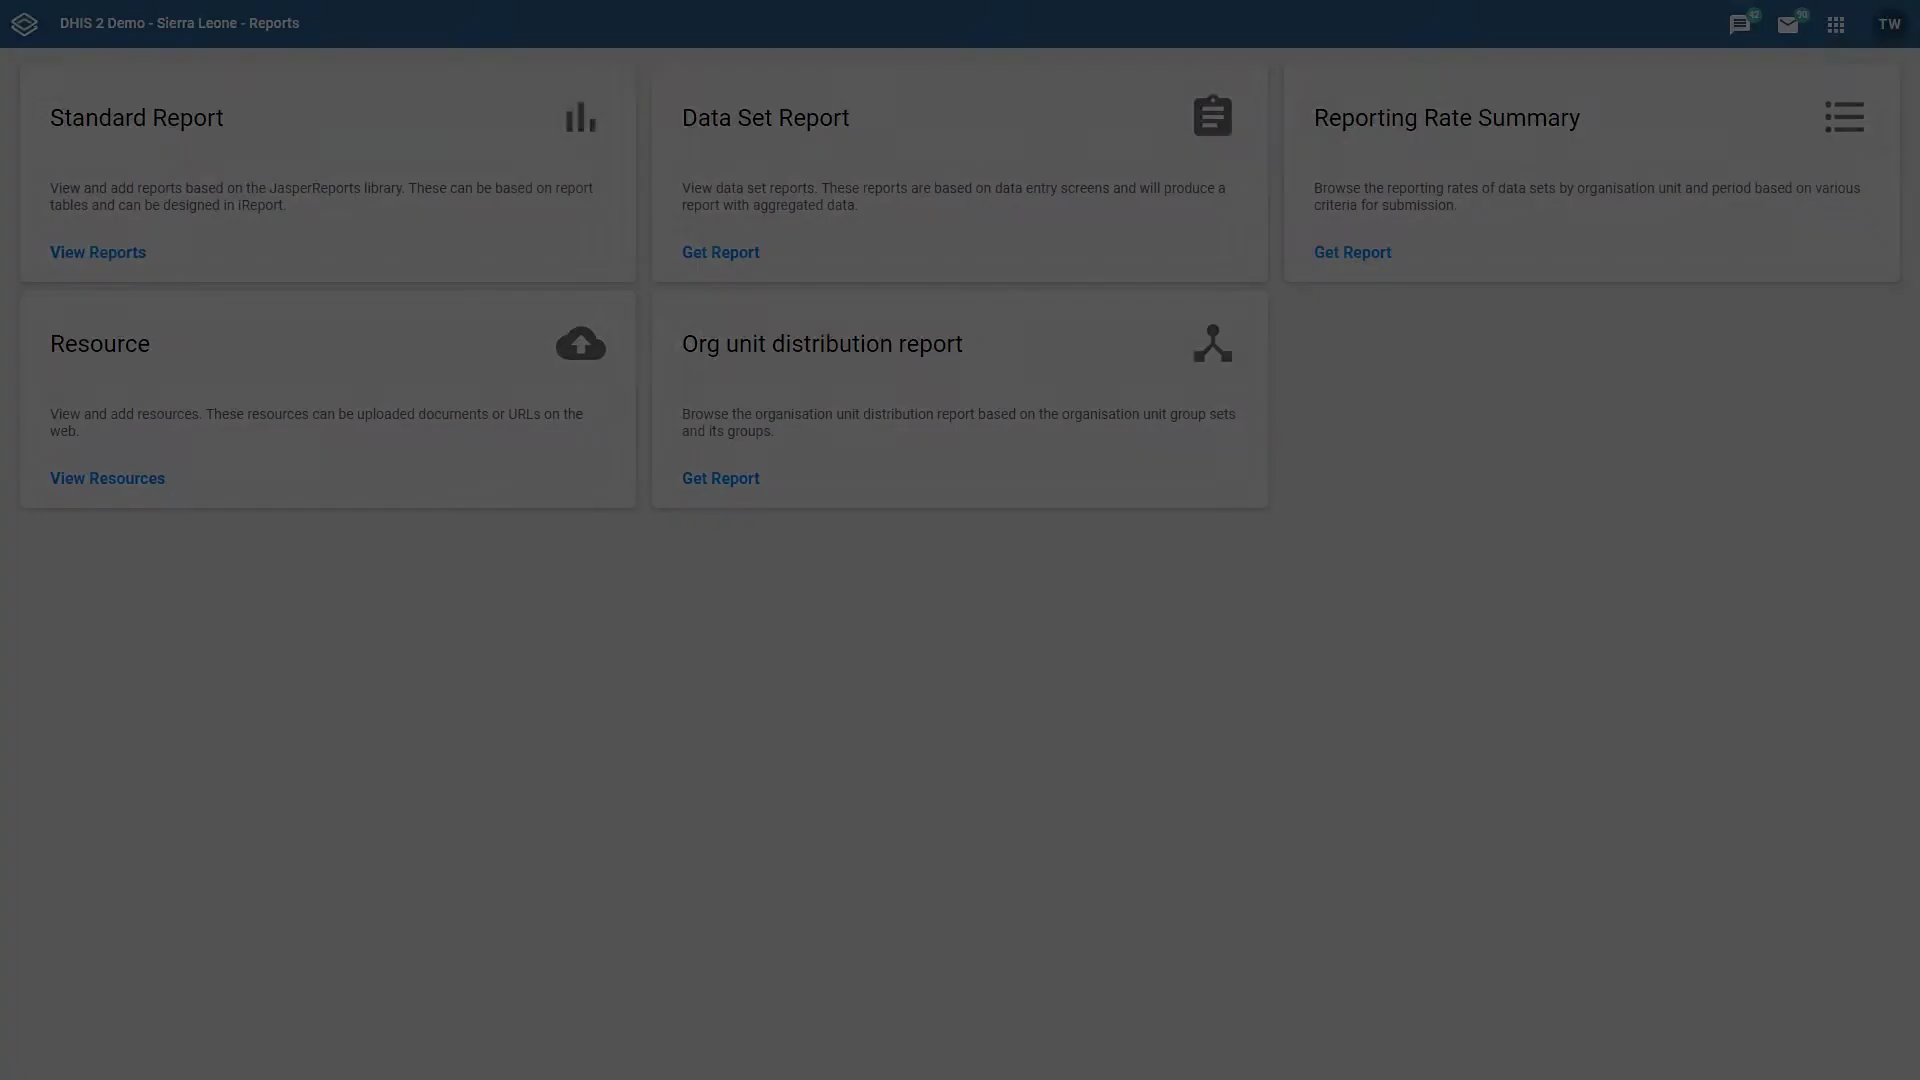 DHIS 2 Demo - Sierra Leone - Reports
42
90
TW
Standard Report
View and add reports based on the JasperReports library. These can be based on report
tables and can be designed in iReport.
View Reports
Data Set Report
View data set reports. These reports are based on data entry screens and will produce a
report with aggregated data.
Get Report
Reporting Rate Summary
Browse the reporting rates of data sets by organisation unit and period based on various
criteria for submission.
Get Report
Resource
View and add resources. These resources can be uploaded documents or URLs on the
web.
View Resources
Org unit distribution report
Browse the organisation unit distribution report based on the organisation unit group sets
and its groups.
Get Report